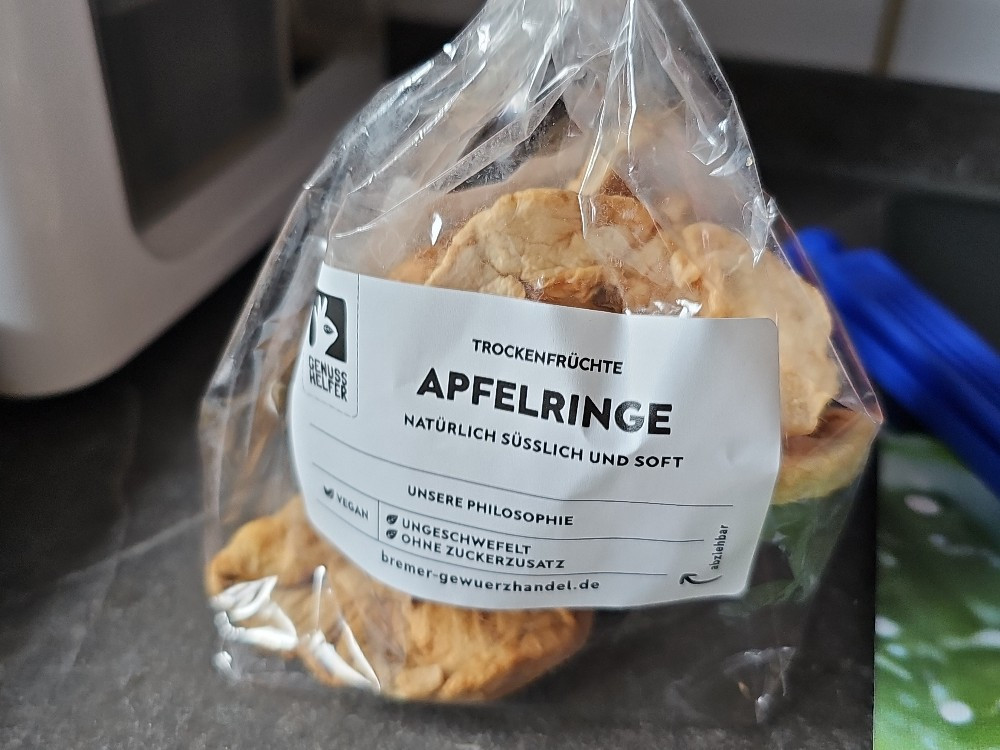 GENUSS
HELFER
TROCKENFRÜCHTE
APFELRINGE
NATÜRLICH SÜSSLICH UND SOFT
UNSERE PHILOSOPHIE
VEGAN
UNGESCHWEFELT
OHNE ZUCKERZUSATZ
bremer-gewuerzhandel.de
abziehbar